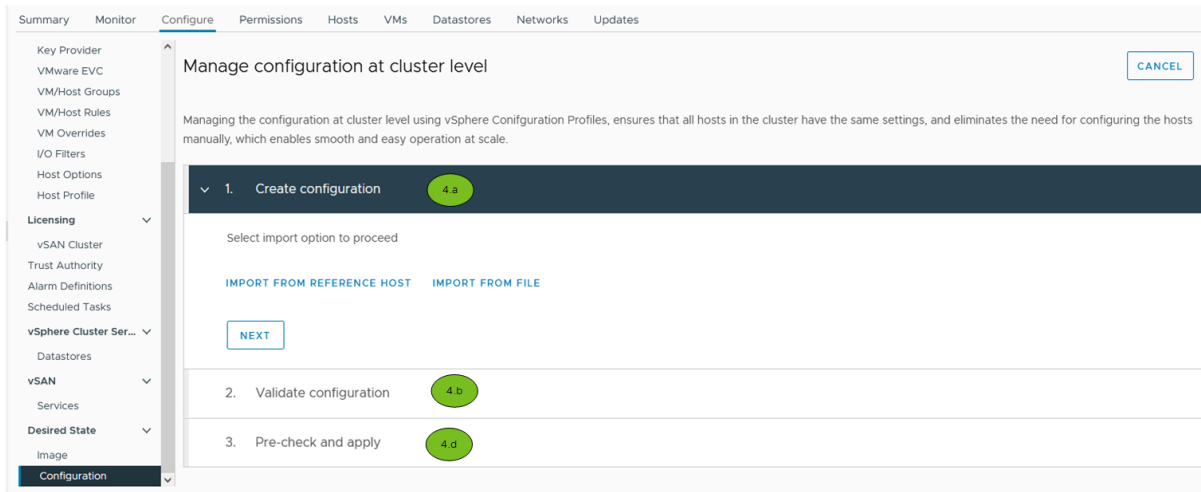 Summary Monitor Configure Permissions Hosts VMs Datastores Networks Updates
Key Provider
VMware EVC
VM/Host Groups
VM/Host Rules
VM Overrides
I/O Filters
Host Options
Host Profile
Licensing
vSAN Cluster
Trust Authority
Alarm Definitions
Scheduled Tasks
vSphere Cluster Ser...
Datastores
vSAN
Services
Desired State
Image
Configuration
Manage configuration at cluster level
CANCEL
Managing the configuration at cluster level using vSphere Conifguration Profiles, ensures that all hosts in the cluster have the same settings, and eliminates the need for configuring the hosts
manually, which enables smooth and easy operation at scale.
1. Create configuration 4.a
Select import option to proceed
IMPORT FROM REFERENCE HOST IMPORT FROM FILE
NEXT
2. Validate configuration 4.b
3. Pre-check and apply 4.d